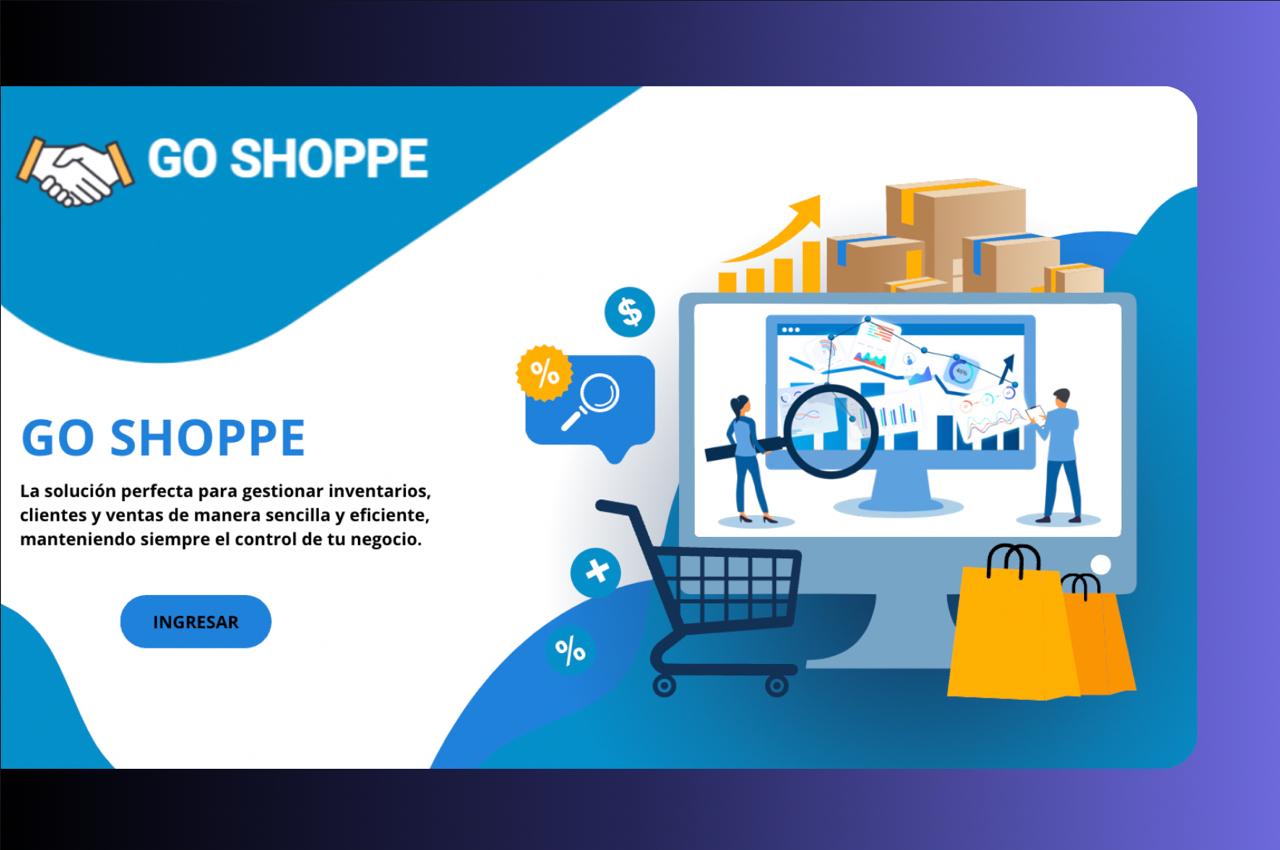 GO SHOPPE
$
%
GO SHOPPE
La solución perfecta para gestionar inventarios,
clientes y ventas de manera sencilla y eficiente,
manteniendo siempre el control de tu negocio.
INGRESAR
%